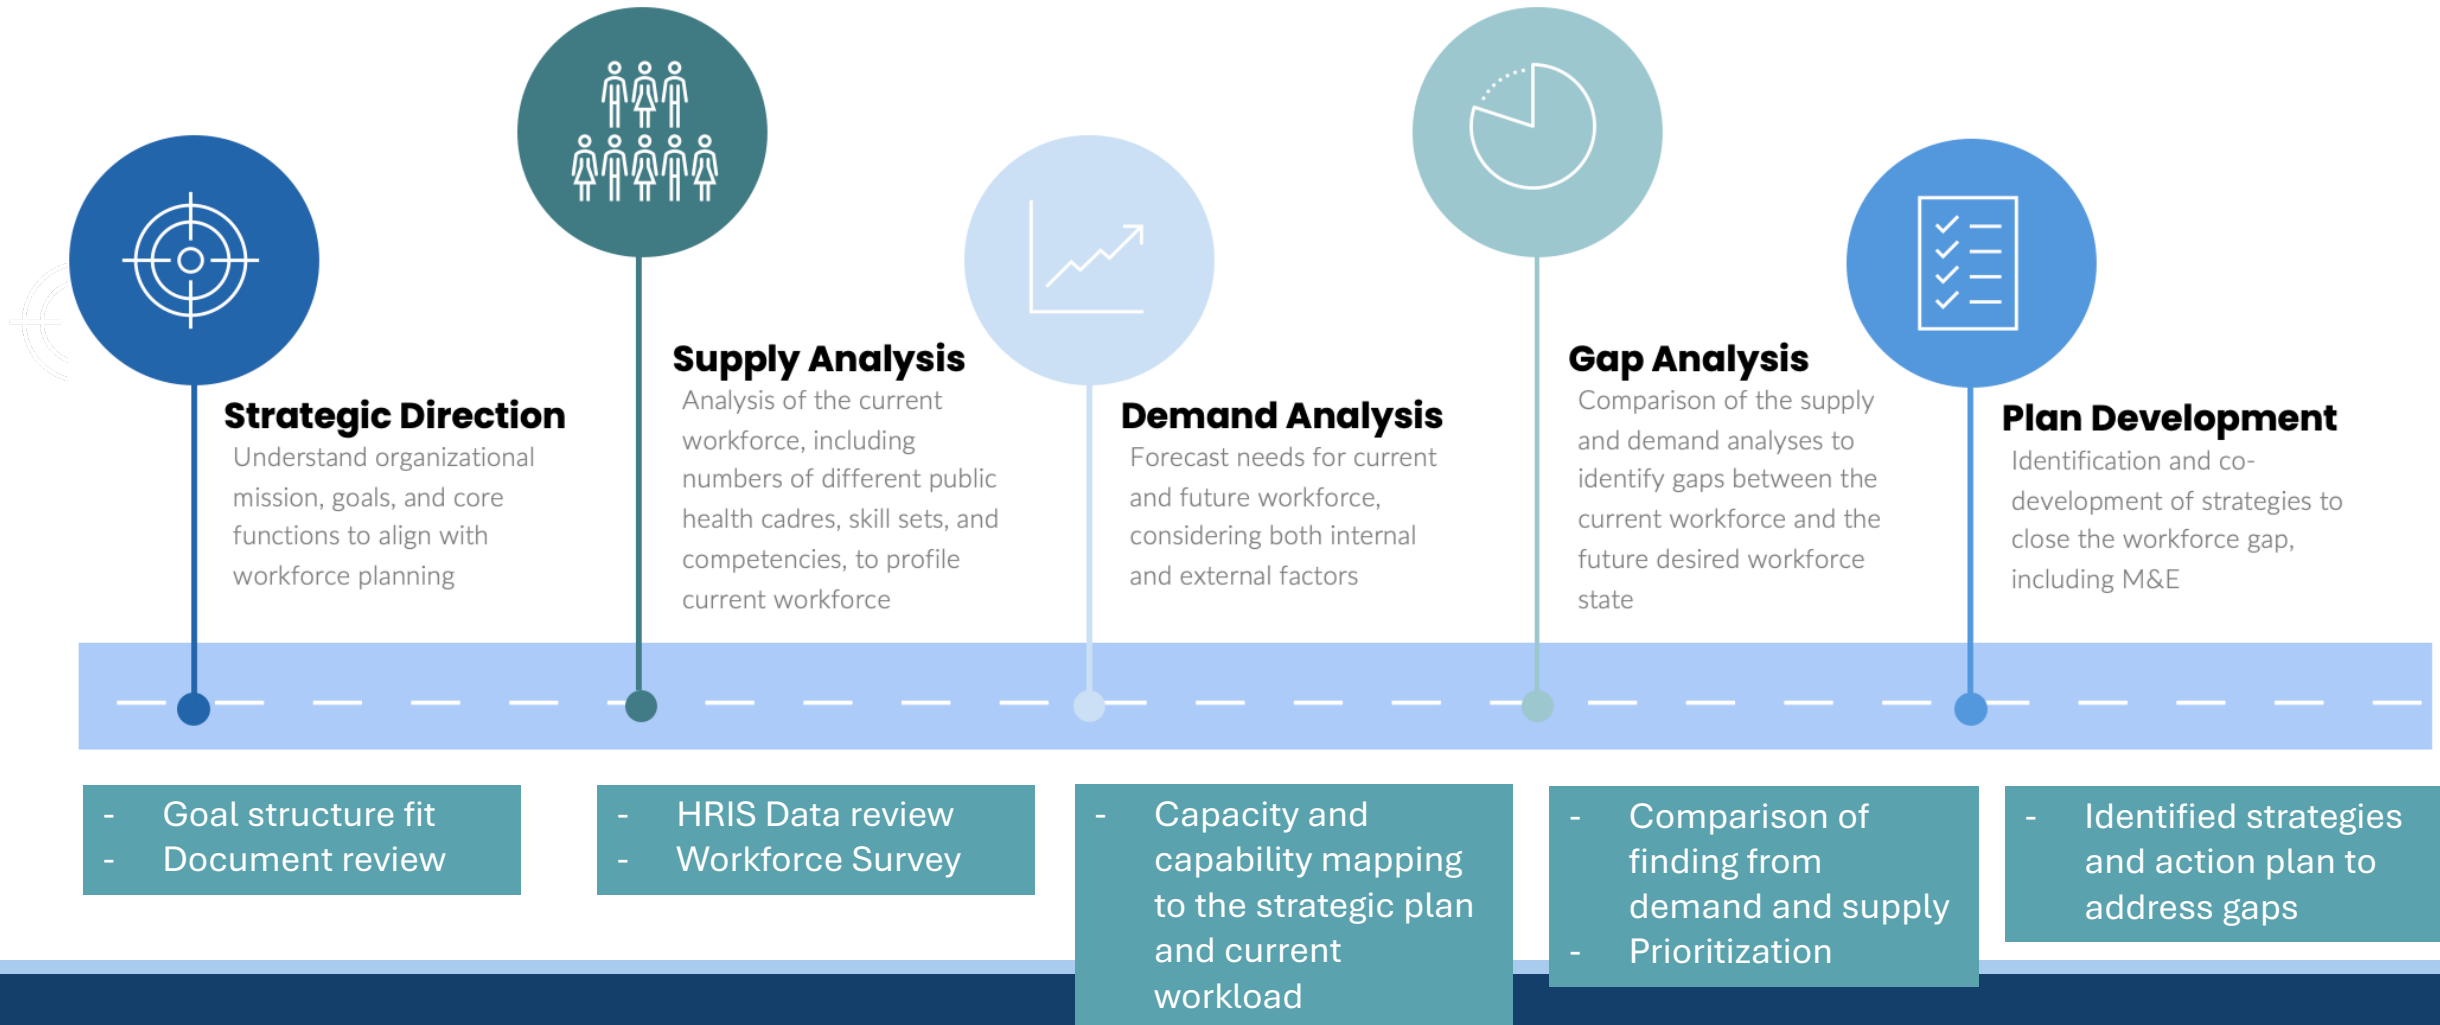 Strategic Direction
Understand organizational
mission, goals, and core
functions to align with
workforce planning
Supply Analysis
Analysis of the current
workforce, including
numbers of different public
health cadres, skill sets, and
competencies, to profile
current workforce
Demand Analysis
Forecast needs for current
and future workforce,
considering both internal
and external factors
Gap Analysis
Comparison of the supply
and demand analyses to
identify gaps between the
current workforce and the
future desired workforce
state
Plan Development
Identification and co-
development of strategies to
close the workforce gap,
including M&E
- Goal structure fit
- Document review
- HRIS Data review
- Workforce Survey
- Capacity and
capability mapping
to the strategic plan
and current
workload
- Comparison of
finding from
demand and supply
- Prioritization
- Identified strategies
and action plan to
address gaps